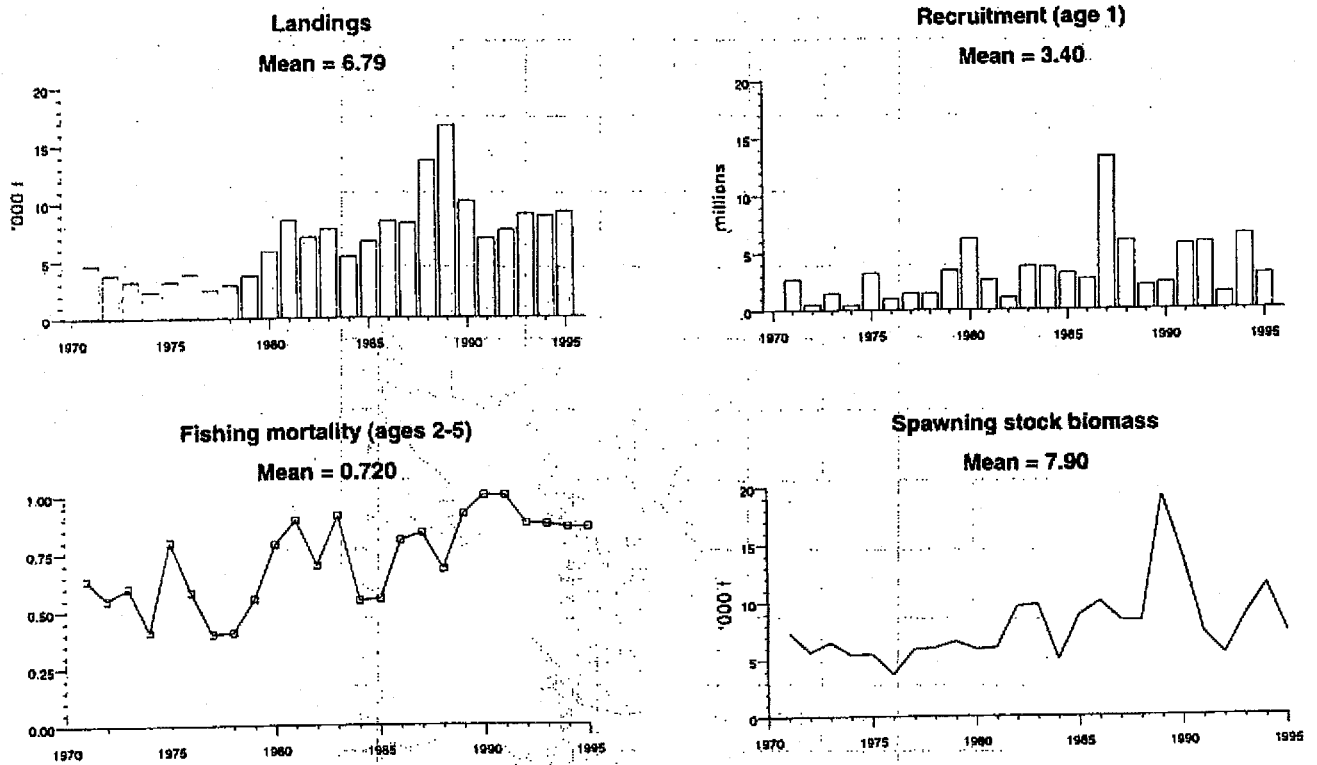 Landings
Mean = 6.79
20
15
10
5
0
'000 t
1970 1975 1980 1985 1990 1995
Recruitment (age 1)
Mean = 3.40
20
15
10
5
0
millions
1970 1975 1980 1985 1990 1995
Fishing mortality (ages 2-5)
Mean = 0.720
1.00
0.75
0.50
0.25
0.00
1970 1975 1980 1985 1990 1995
Spawning stock biomass
Mean = 7.90
20
15
10
5
0
'000 t
1970 1975 1980 1985 1990 1995